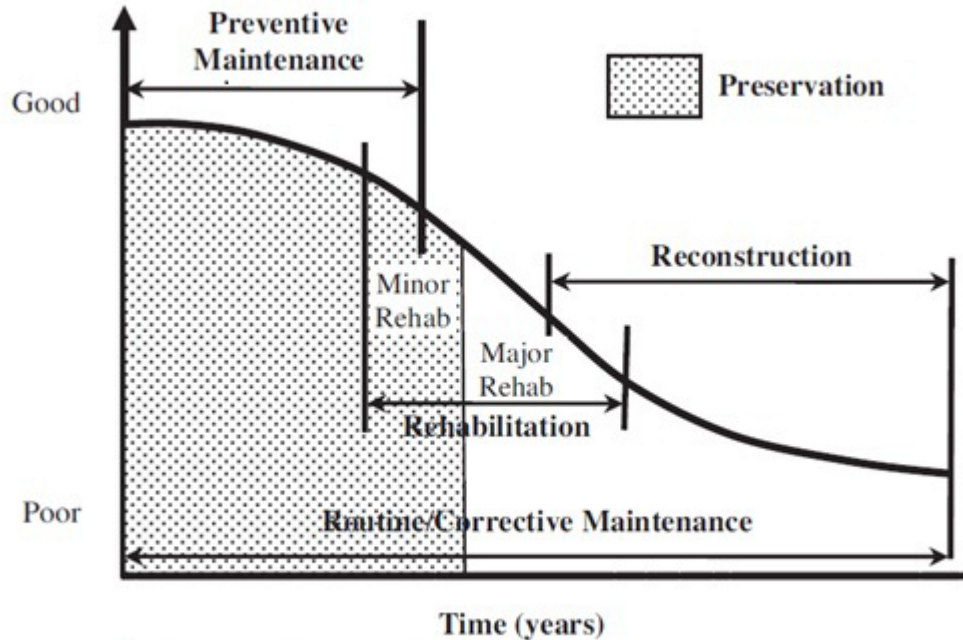 Preventive
Maintenance
Good
Preservation
Reconstruction
Minor
Rehab
Major
Rehab
Rehabilitation
Poor
Routine/Corrective Maintenance
Time (years)